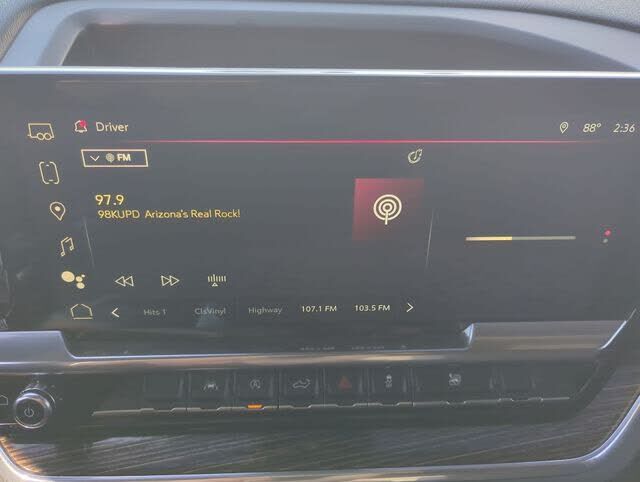 Driver
88° 2:36
FM
97.9
98KUPD Arizona's Real Rock!
Hits 1 ClsVinyl Highway 107.1 FM 103.5 FM